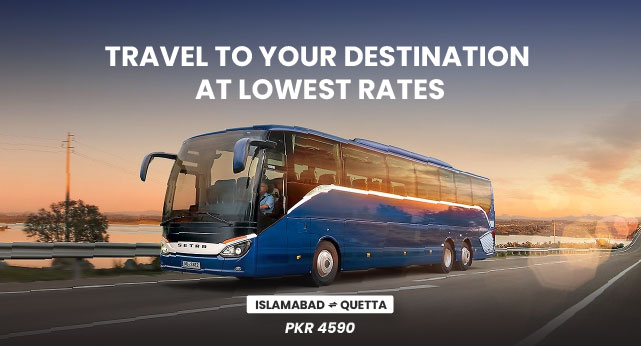 TRAVEL TO YOUR DESTINATION
AT LOWEST RATES
SETRA
ISLAMABAD ⇌ QUETTA
PKR 4590